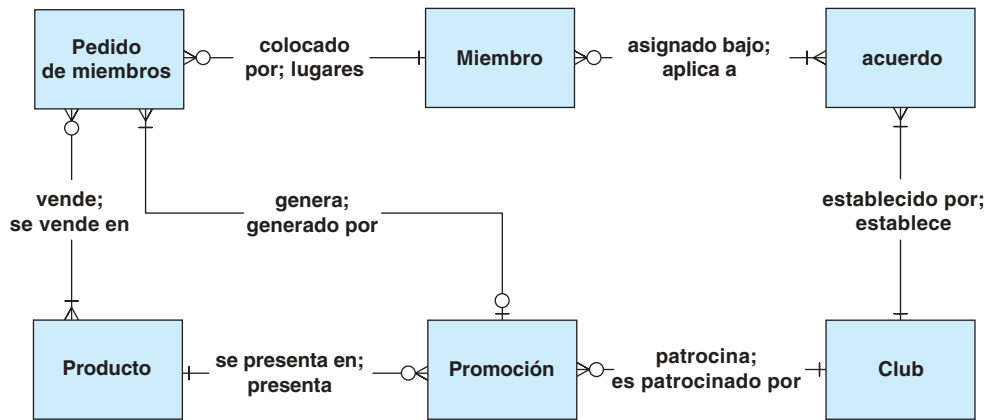 Pedido
de miembros
colocado
por; lugares
Miembro
asignado bajo;
aplica a
acuerdo
vende;
se vende en
genera;
generado por
establecido por;
establece
Producto
se presenta en;
presenta
Promoción
patrocina;
es patrocinado por
Club